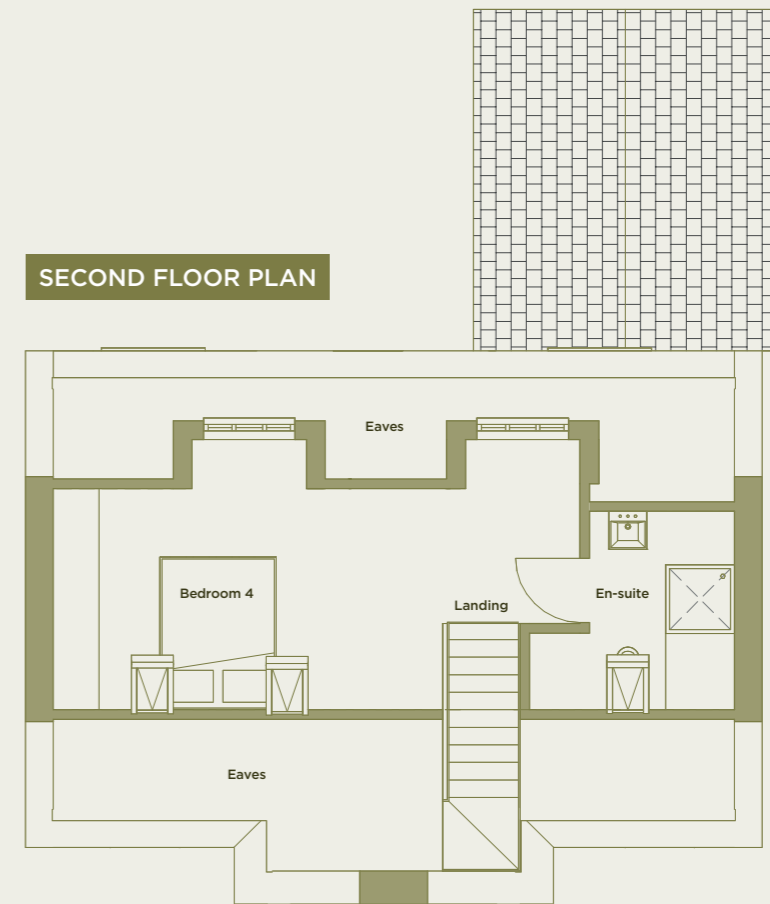 SECOND FLOOR PLAN
Eaves
Bedroom 4
Landing
En-suite
Eaves